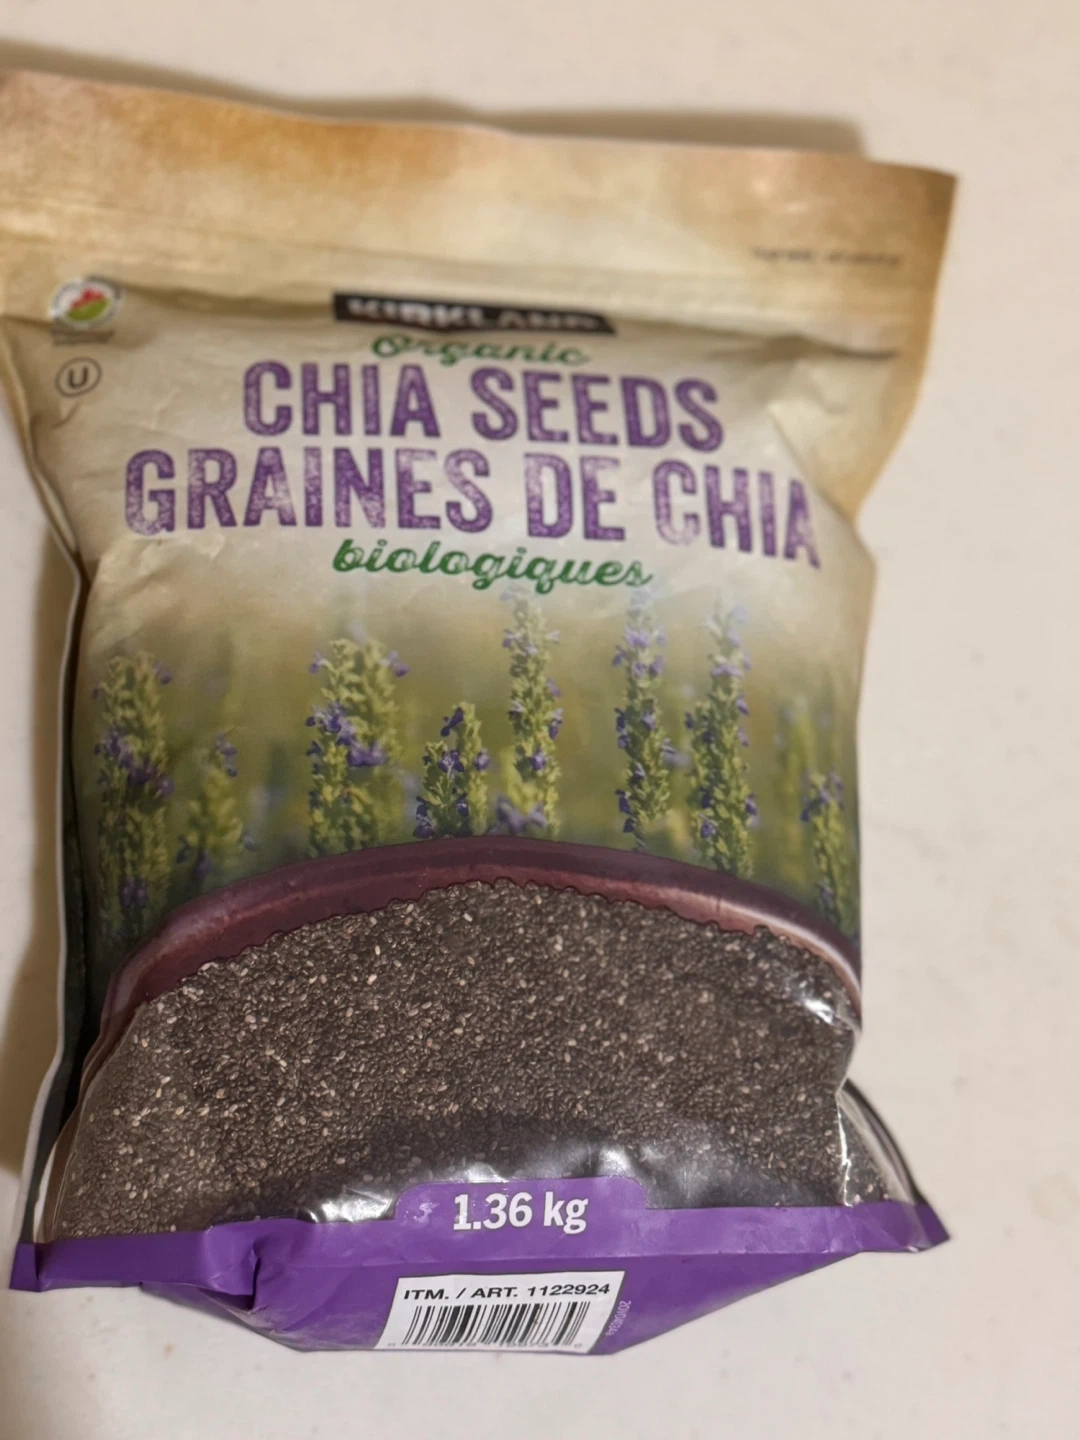 KIRKLAND
Organic
CHIA SEEDS
GRAINES DE CHIA
biologiques
U
1.36 kg
ITM. / ART. 1122924